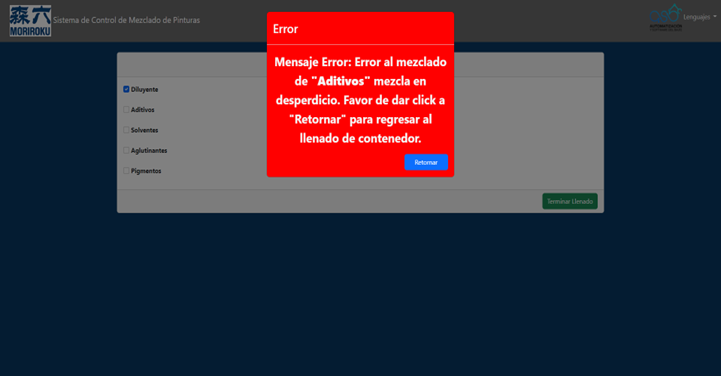 森六
MORIROKU
Sistema de Control de Mezclado de Pinturas
Lenguajes
Error
Mensaje Error: Error al mezclado
de "Aditivos" mezcla en
desperdicio. Favor de dar click a
"Retornar" para regresar al
llenado de contenedor.
Retornar
Diluyente
Aditivos
Solventes
Aglutinantes
Pigmentos
Terminar Llenado